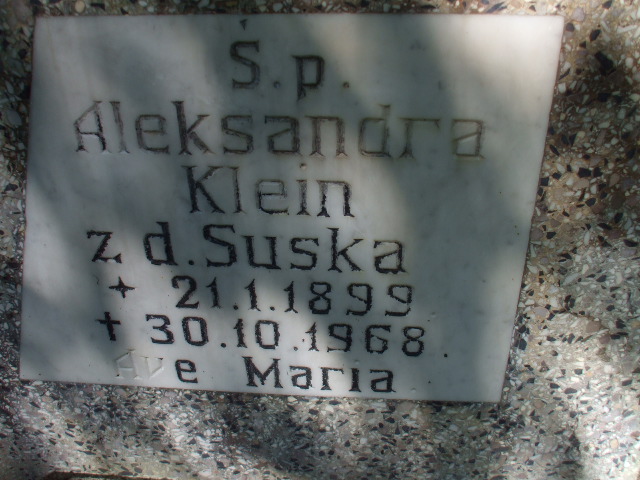 Ś.p.
Aleksandra
Klein
z d. Suska
+ 21.1.1899
+ 30.10.1968.
Ave Maria